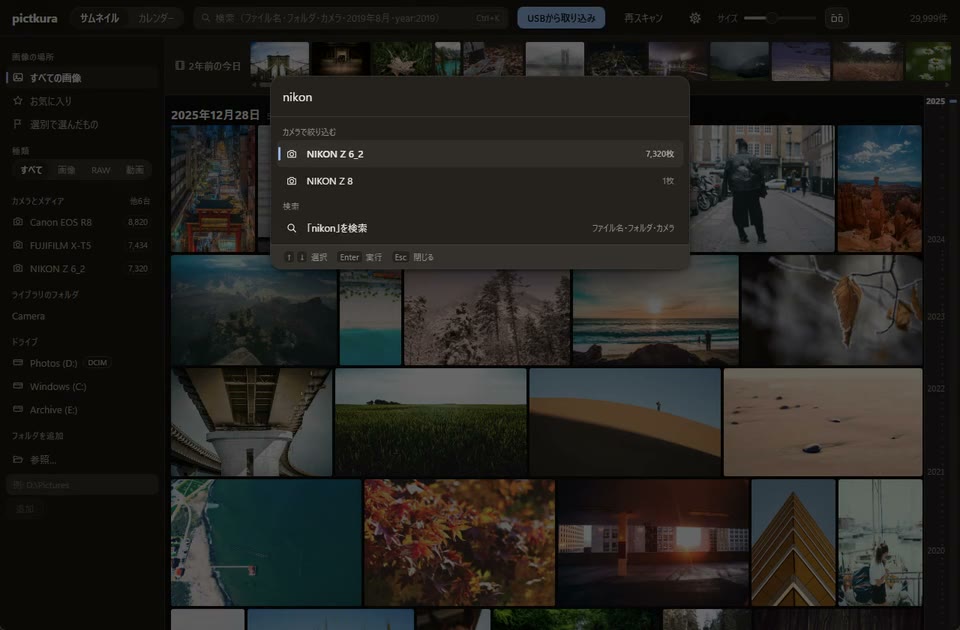 pictkura サムネイル カレンダー 検索（ファイル名・フォルダ・カメラ・2019年8月・year:2019） Ctrl+K USBから取り込み 再スキャン サイズ 29,999件
画像の場所
すべての画像
お気に入り
選別で選んだもの
種類
すべて 画像 RAW 動画
カメラとメディア 他6台
Canon EOS R8 8,820
FUJIFILM X-T5 7,434
NIKON Z 6_2 7,320
ライブラリのフォルダ
Camera
ドライブ
Photos (D:) DCIM
Windows (C:)
Archive (E:)
フォルダを追加
参照...
D:\Pictures
追加
2年前の今日
2025年12月28日
nikon
カメラで絞り込む
NIKON Z 6_2 7,320枚
NIKON Z 8 1枚
検索
「nikon」を検索 ファイル名・フォルダ・カメラ
↑ ↓ 選択 Enter 実行 Esc 閉じる
2025
2024
2023
2022
2021
2020